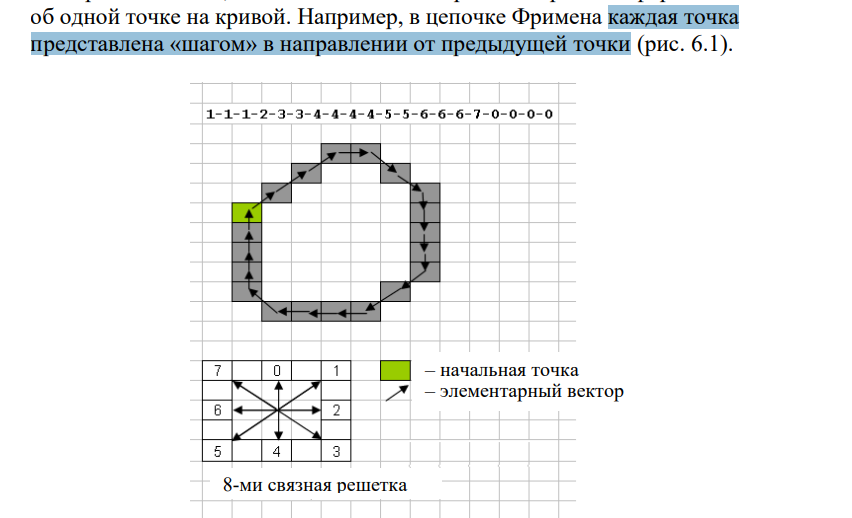 об одной точке на кривой. Например, в цепочке Фримена каждая точка
представлена «шагом» в направлении от предыдущей точки (рис. 6.1).
1-1-1-2-3-3-4-4-4-4-5-5-6-6-6-7-0-0-0-0
7 0 1
– начальная точка
– элементарный вектор
6 2
5 4 3
8-ми связная решетка